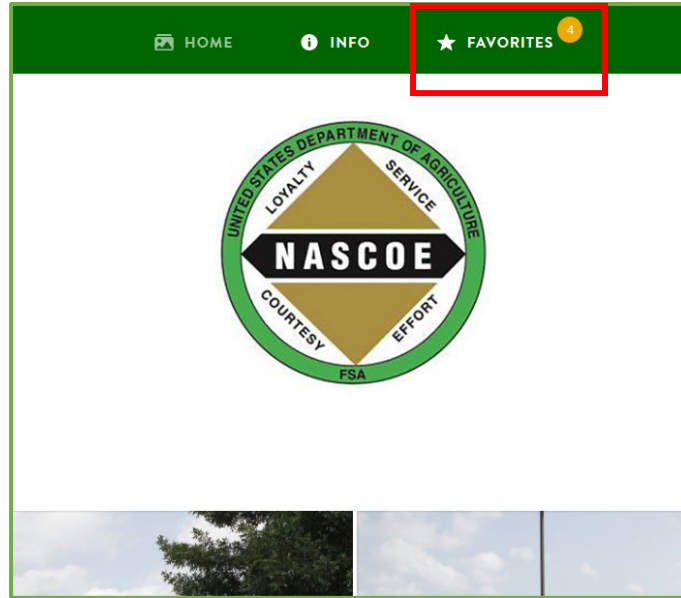 HOME
INFO
FAVORITES
4
UNITED STATES DEPARTMENT OF AGRICULTURE
LOYALTY
SERVICE
NASCOE
COURTESY
EFFORT
FSA